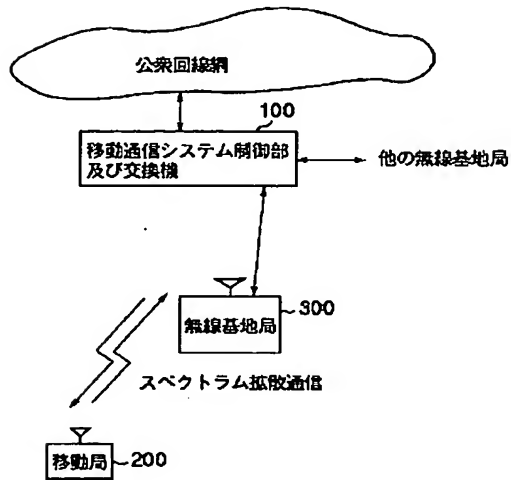 公衆回線網
100
移動通信システム制御部
及び交換機
他の無線基地局
300
無線基地局
スペクトラム拡散通信
移動局
200